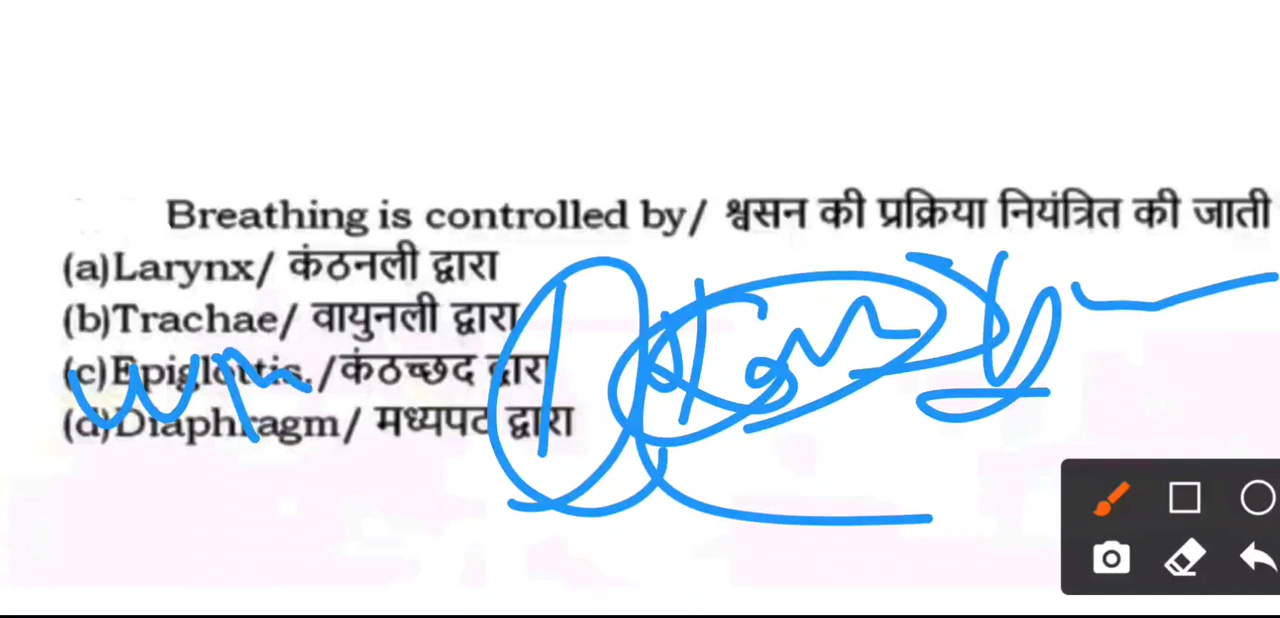 Breathing is controlled by/ श्वसन की प्रक्रिया नियंत्रित की जाती
(a)Larynx/ कंठनली द्वारा
(b)Trachae/ वायुनली द्वारा
(c)Epiglottis./कंठच्छद द्वारा
(d)Diaphragm/ मध्यपट द्वारा